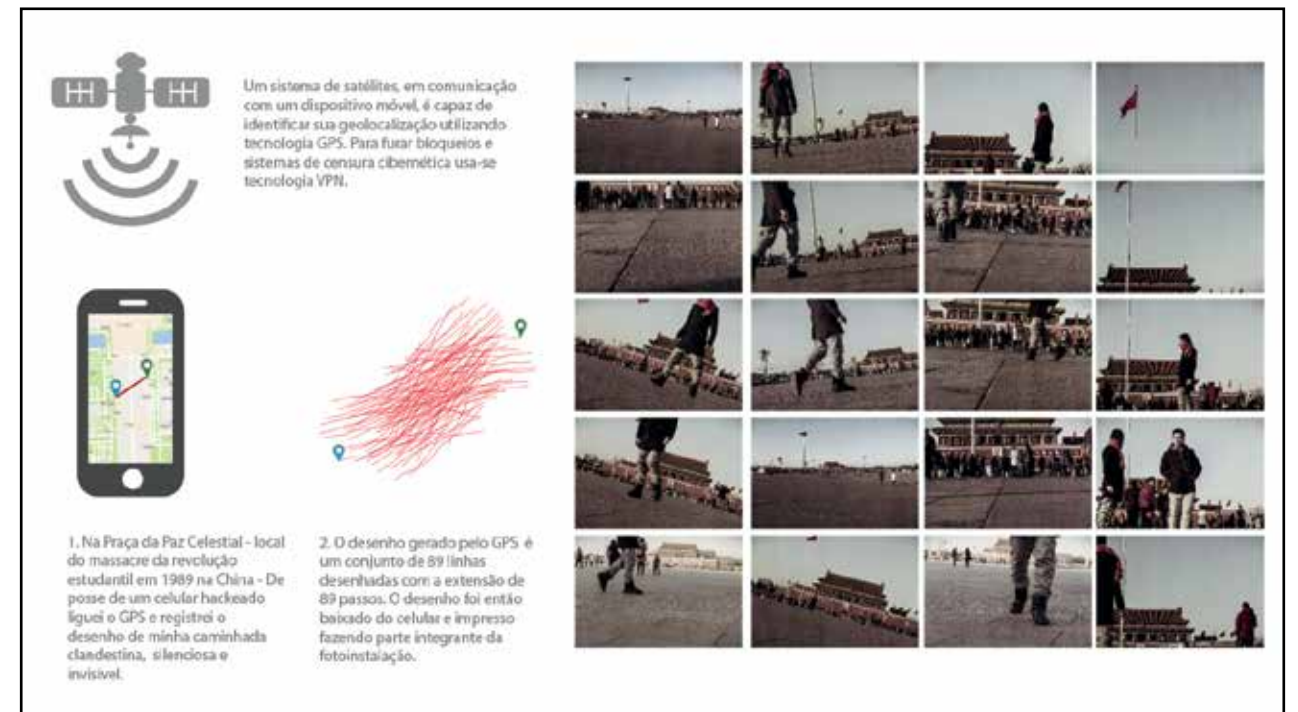 Um sistema de satélites, em comunicação
com um dispositivo móvel, é capaz de
identificar sua geolocalização utilizando
tecnologia GPS. Para furar bloqueios e
sistemas de censura cibernética usa-se
tecnologia VPN.
1. Na Praça da Paz Celestial - local
do massacre da revolução
estudantil em 1989 na China - De
posse de um celular hackeado
liguei o GPS e registrei o
desenho de minha caminhada
clandestina, silenciosa e
invisível.
2. O desenho gerado pelo GPS é
um conjunto de 89 linhas
desenhadas com a extensão de
89 passos. O desenho foi então
baixado do celular e impresso
fazendo parte integrante da
fotoinstalação.